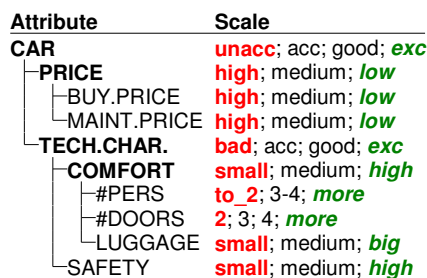 Attribute Scale
CAR unacc; acc; good; exc
PRICE high; medium; low
BUY.PRICE high; medium; low
MAINT.PRICE high; medium; low
TECH.CHAR. bad; acc; good; exc
COMFORT small; medium; high
#PERS to_2; 3-4; more
#DOORS 2; 3; 4; more
LUGGAGE small; medium; big
SAFETY small; medium; high